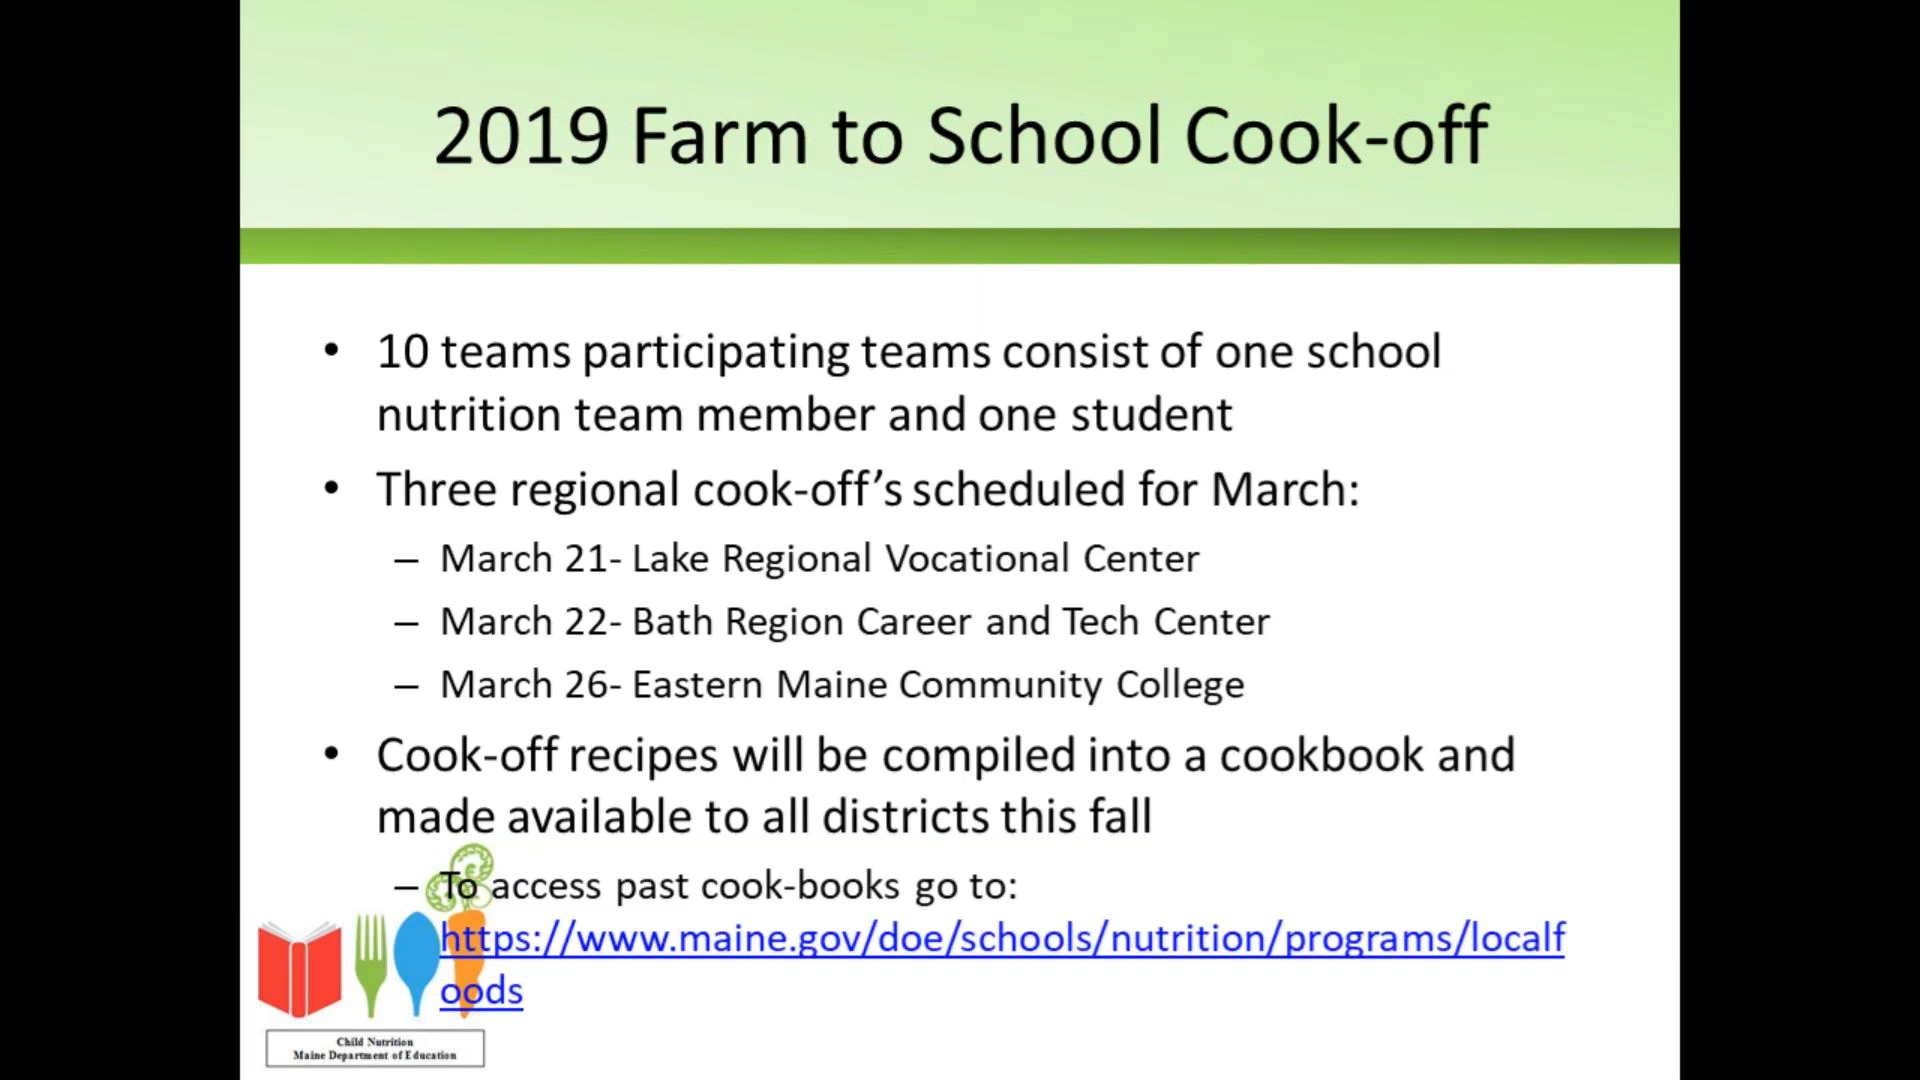 2019 Farm to School Cook-off
• 10 teams participating teams consist of one school
nutrition team member and one student
• Three regional cook-off’s scheduled for March:
– March 21- Lake Regional Vocational Center
– March 22- Bath Region Career and Tech Center
– March 26- Eastern Maine Community College
• Cook-off recipes will be compiled into a cookbook and
made available to all districts this fall
– To access past cook-books go to:
https://www.maine.gov/doe/schools/nutrition/programs/localf
oods
Child Nutrition
Maine Department of Education